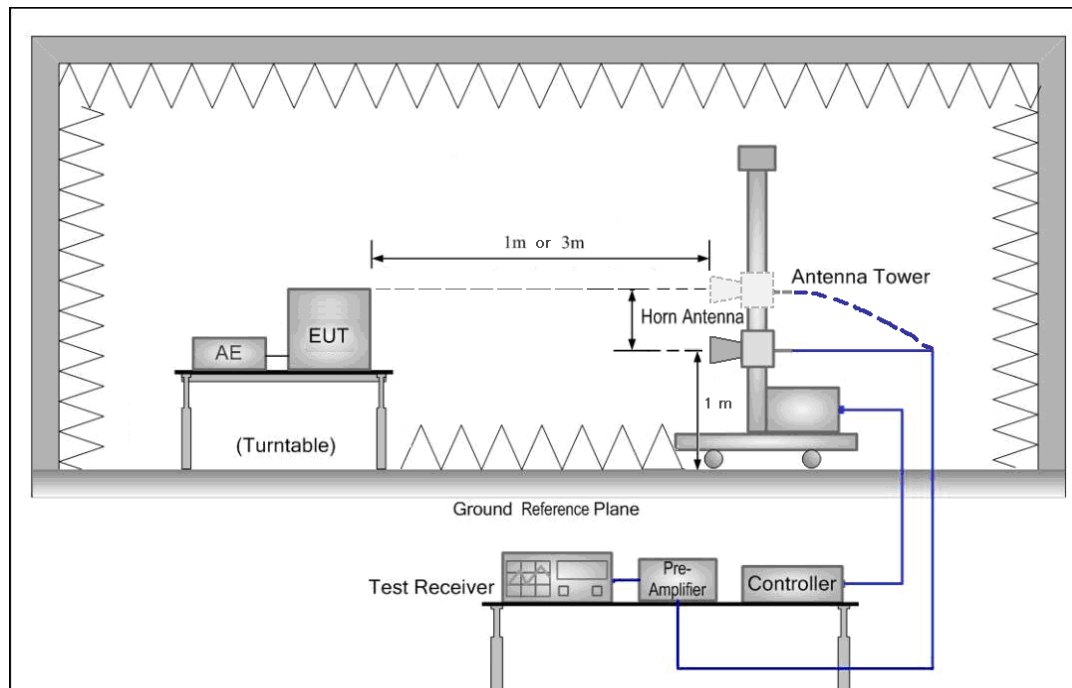 1m or 3m
Antenna Tower
Horn Antenna
EUT
AE
1 m
(Turntable)
Ground Reference Plane
Test Receiver
Pre-
Amplifier
Controller